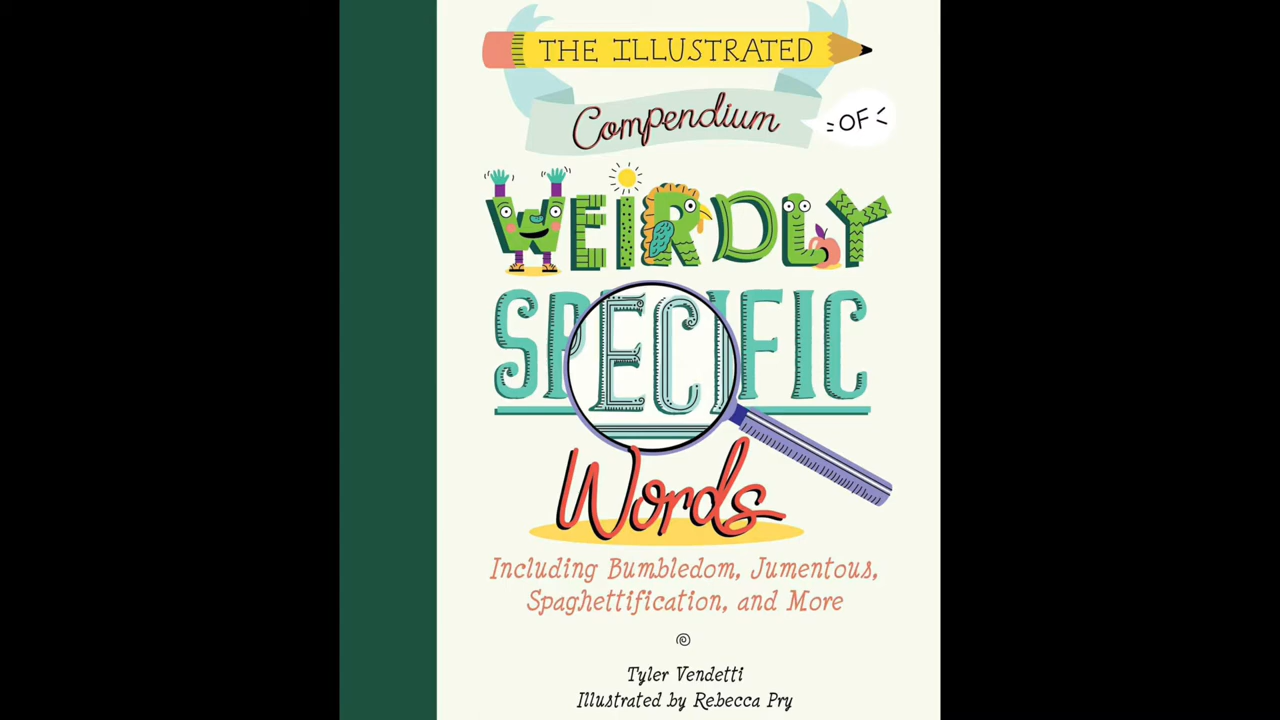 THE ILLUSTRATED
Compendium OF
WEIRDLY
SPECIFIC
Words
Including Bumbledom, Jumentous,
Spaghettification, and More
Tyler Vendetti
Illustrated by Rebecca Pry